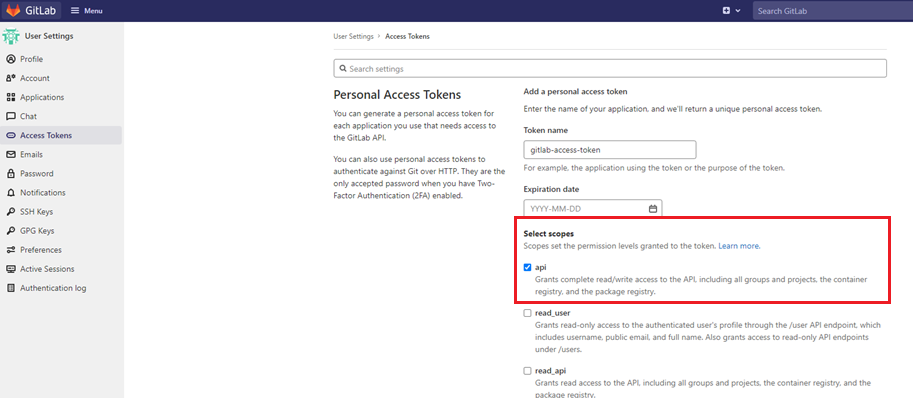 GitLab
Menu
Search GitLab
User Settings
Profile
Account
Applications
Chat
Access Tokens
Emails
Password
Notifications
SSH Keys
GPG Keys
Preferences
Active Sessions
Authentication log
User Settings › Access Tokens
Search settings
Personal Access Tokens
You can generate a personal access token for
each application you use that needs access to
the GitLab API.
You can also use personal access tokens to
authenticate against Git over HTTP. They are the
only accepted password when you have Two-
Factor Authentication (2FA) enabled.
Add a personal access token
Enter the name of your application, and we'll return a unique personal access token.
Token name
gitlab-access-token
For example, the application using the token or the purpose of the token.
Expiration date
YYYY-MM-DD
Select scopes
Scopes set the permission levels granted to the token. Learn more.
api
Grants complete read/write access to the API, including all groups and projects, the container
registry, and the package registry.
read_user
Grants read-only access to the authenticated user's profile through the /user API endpoint, which
includes username, public email, and full name. Also grants access to read-only API endpoints
under /users.
read_api
Grants read access to the API, including all groups and projects, the container registry, and the
package registry.